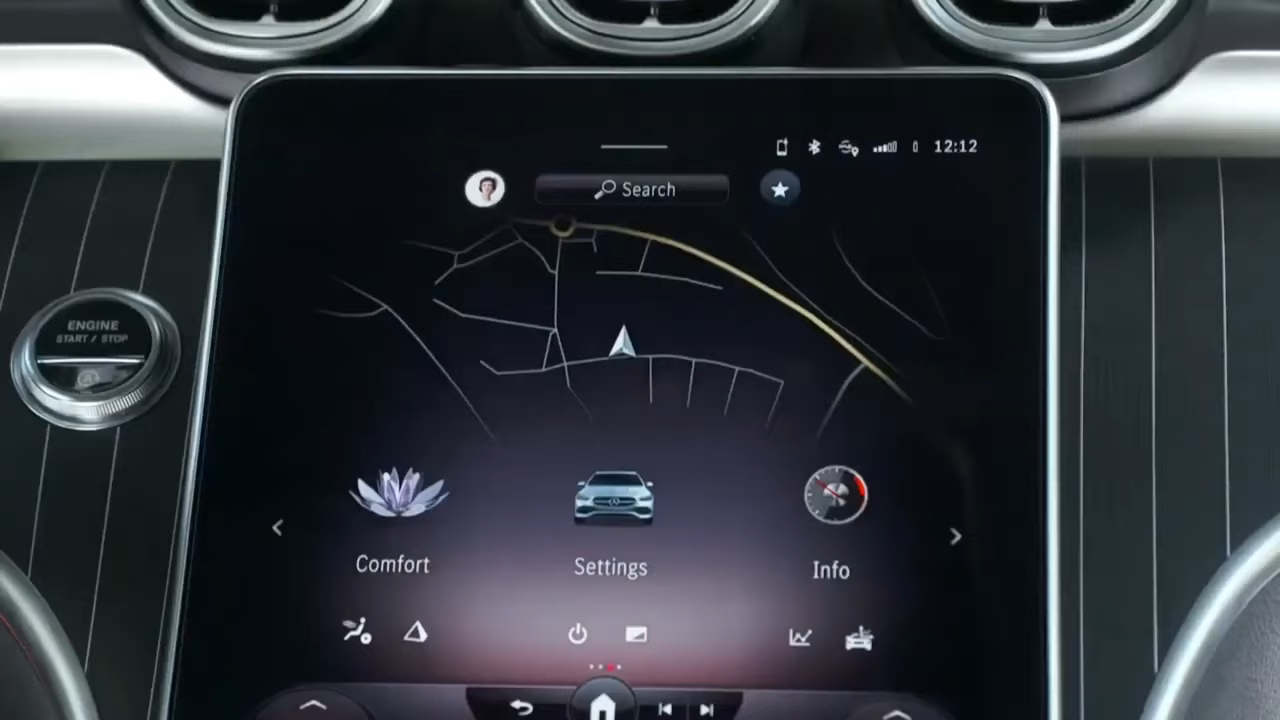 12:12
Search
ENGINE
START / STOP
Comfort
Settings
Info